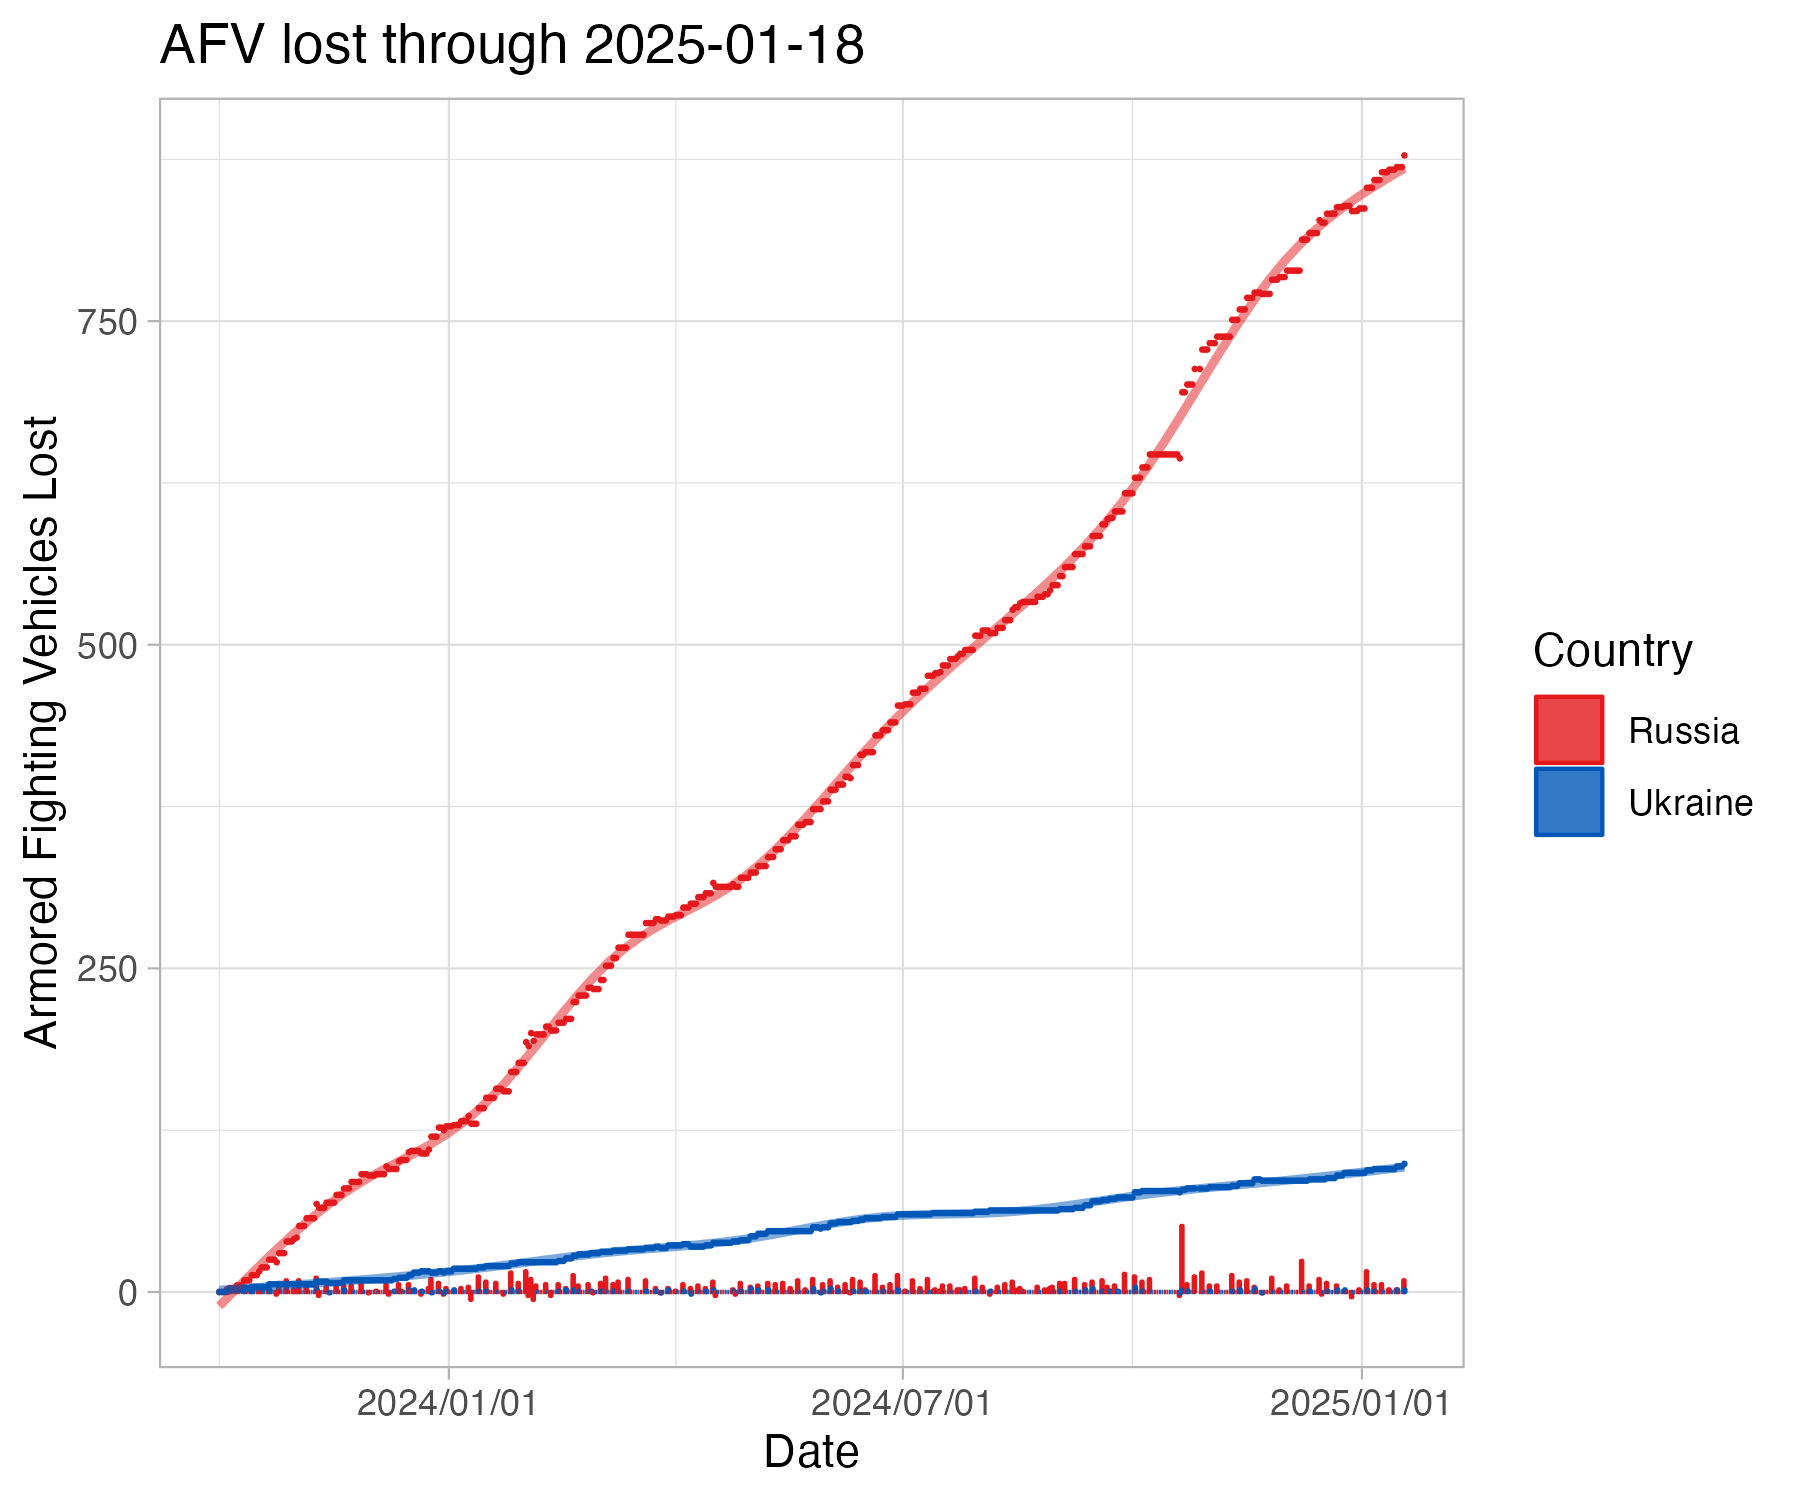 AFV lost through 2025-01-18
Armored Fighting Vehicles Lost
750
500
250
0
2024/01/01
2024/07/01
2025/01/01
Date
Country
Russia
Ukraine